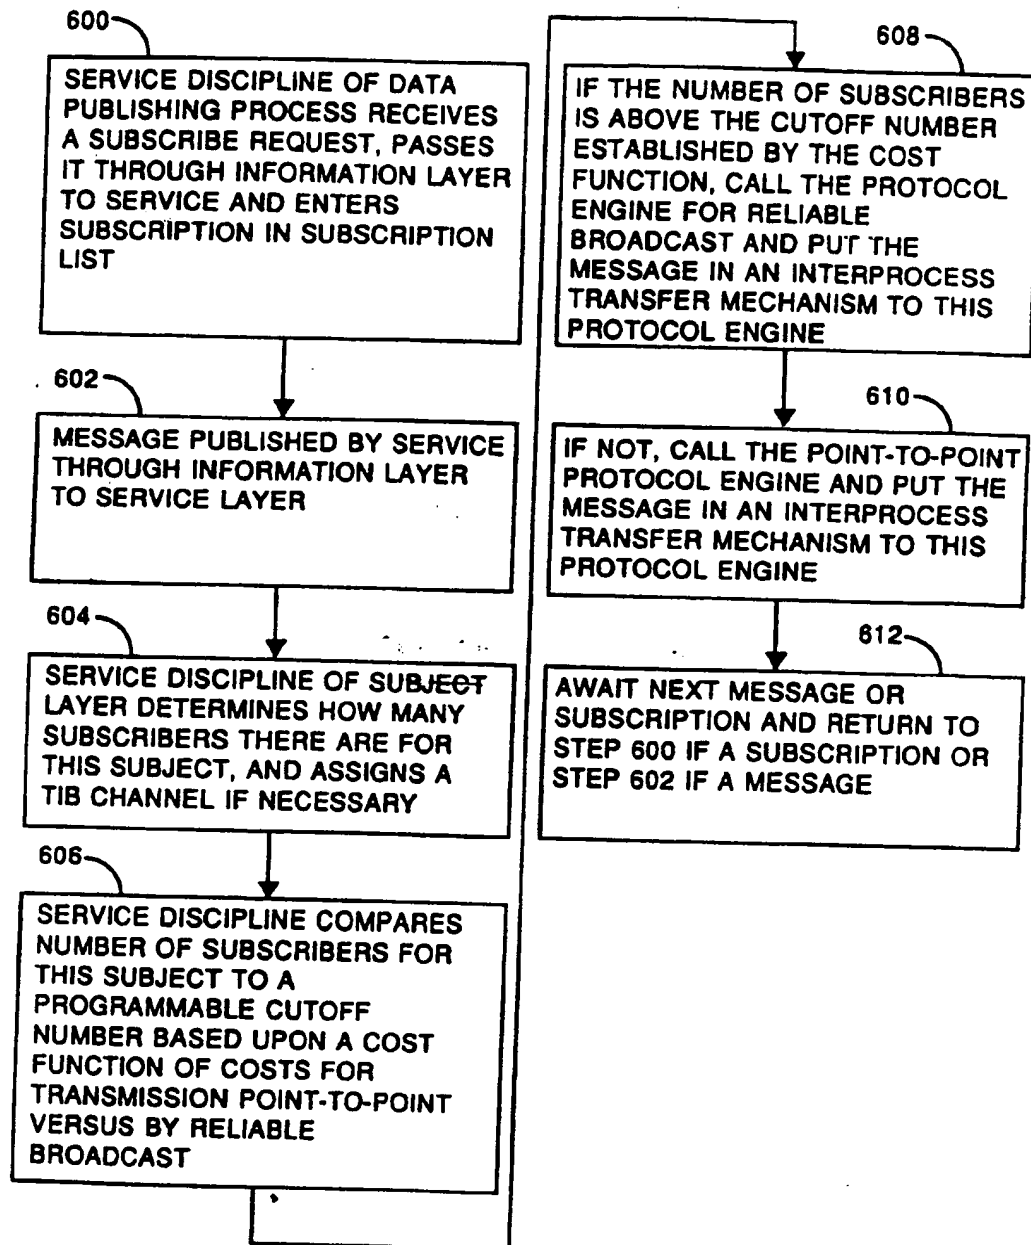 600
SERVICE DISCIPLINE OF DATA
PUBLISHING PROCESS RECEIVES
A SUBSCRIBE REQUEST, PASSES
IT THROUGH INFORMATION LAYER
TO SERVICE AND ENTERS
SUBSCRIPTION IN SUBSCRIPTION
LIST
602
MESSAGE PUBLISHED BY SERVICE
THROUGH INFORMATION LAYER
TO SERVICE LAYER
604
SERVICE DISCIPLINE OF SUBJECT
LAYER DETERMINES HOW MANY
SUBSCRIBERS THERE ARE FOR
THIS SUBJECT, AND ASSIGNS A
TIB CHANNEL IF NECESSARY
606
SERVICE DISCIPLINE COMPARES
NUMBER OF SUBSCRIBERS FOR
THIS SUBJECT TO A
PROGRAMMABLE CUTOFF
NUMBER BASED UPON A COST
FUNCTION OF COSTS FOR
TRANSMISSION POINT-TO-POINT
VERSUS BY RELIABLE
BROADCAST
608
IF THE NUMBER OF SUBSCRIBERS
IS ABOVE THE CUTOFF NUMBER
ESTABLISHED BY THE COST
FUNCTION, CALL THE PROTOCOL
ENGINE FOR RELIABLE
BROADCAST AND PUT THE
MESSAGE IN AN INTERPROCESS
TRANSFER MECHANISM TO THIS
PROTOCOL ENGINE
610
IF NOT, CALL THE POINT-TO-POINT
PROTOCOL ENGINE AND PUT THE
MESSAGE IN AN INTERPROCESS
TRANSFER MECHANISM TO THIS
PROTOCOL ENGINE
612
AWAIT NEXT MESSAGE OR
SUBSCRIPTION AND RETURN TO
STEP 600 IF A SUBSCRIPTION OR
STEP 602 IF A MESSAGE